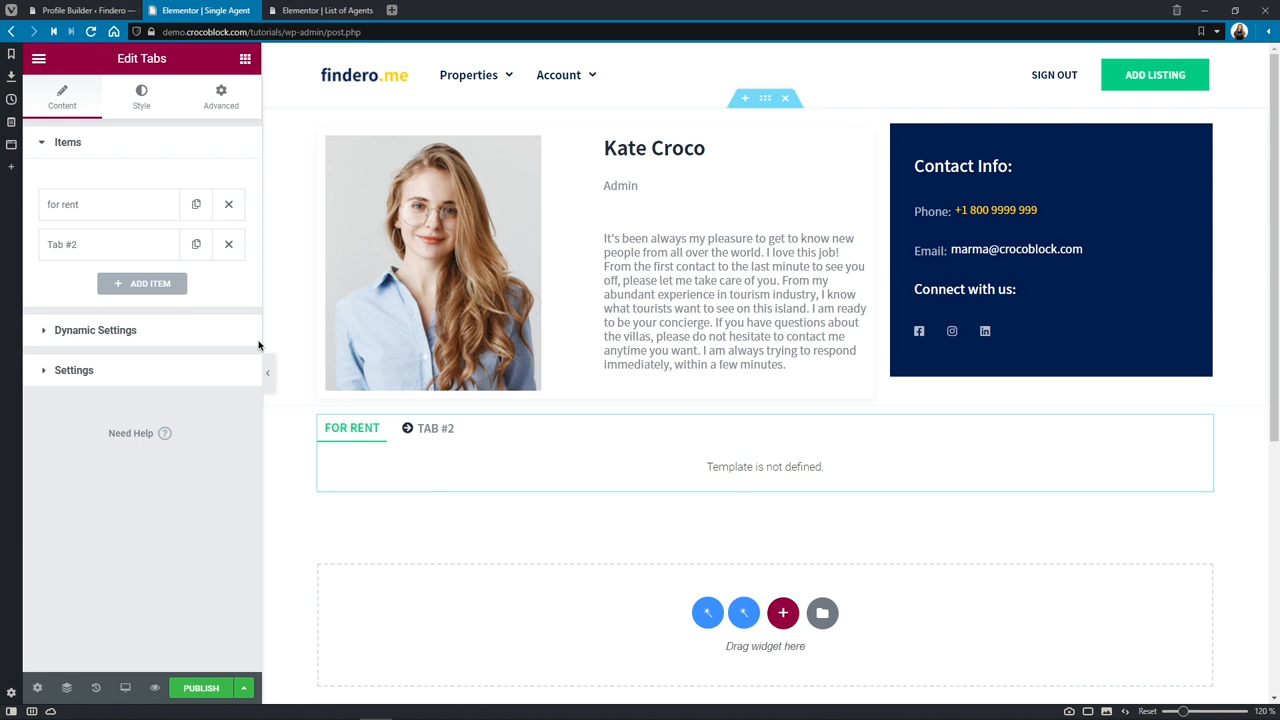 Profile Builder ‹ Findero —
Elementor | Single Agent
Elementor | List of Agents
demo.crocoblock.com/tutorials/wp-admin/post.php
Edit Tabs
Content
Style
Advanced
Items
for rent
Tab #2
ADD ITEM
Dynamic Settings
Settings
Need Help
PUBLISH
findero.me
Properties
Account
SIGN OUT
ADD LISTING
Kate Croco
Admin
It's been always my pleasure to get to know new
people from all over the world. I love this job!
From the first contact to the last minute to see you
off, please let me take care of you. From my
abundant experience in tourism industry, I know
what tourists want to see on this island. I am ready
to be your concierge. If you have questions about
the villas, please do not hesitate to contact me
anytime you want. I am always trying to respond
immediately, within a few minutes.
Contact Info:
Phone: +1 800 9999 999
Email: marma@crocoblock.com
Connect with us:
FOR RENT
TAB #2
Template is not defined.
Drag widget here
Reset
120 %